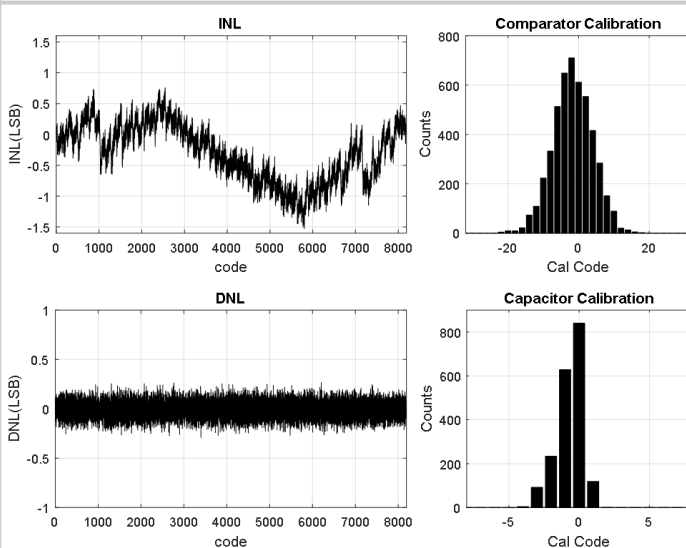 INL
1.5
1
0.5
0
-0.5
-1
-1.5
INL(LSB)
0 1000 2000 3000 4000 5000 6000 7000 8000
code
Comparator Calibration
800
600
400
200
0
Counts
-20 0 20
Cal Code
DNL
1
0.5
0
-0.5
-1
DNL(LSB)
0 1000 2000 3000 4000 5000 6000 7000 8000
code
Capacitor Calibration
800
600
400
200
0
Counts
-5 0 5
Cal Code